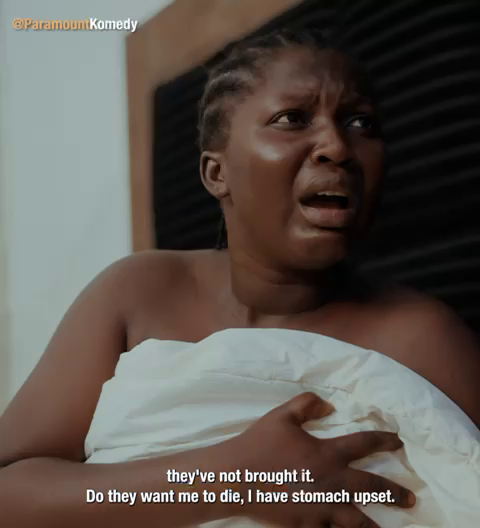 @ParamountKomedy
they've not brought it.
Do they want me to die, I have stomach upset.